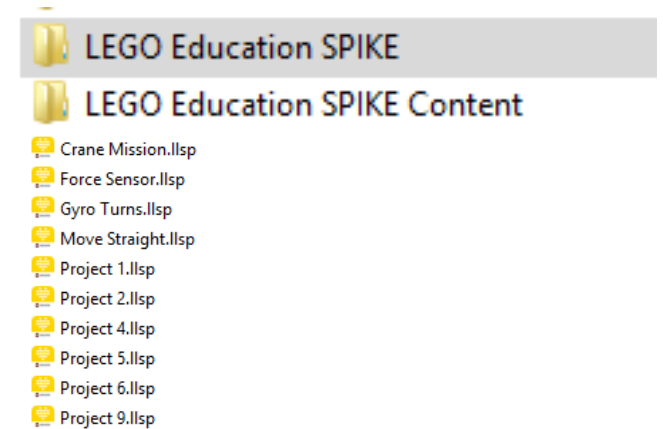 LEGO Education SPIKE
LEGO Education SPIKE Content
Crane Mission.llsp
Force Sensor.llsp
Gyro Turns.llsp
Move Straight.llsp
Project 1.llsp
Project 2.llsp
Project 4.llsp
Project 5.llsp
Project 6.llsp
Project 9.llsp